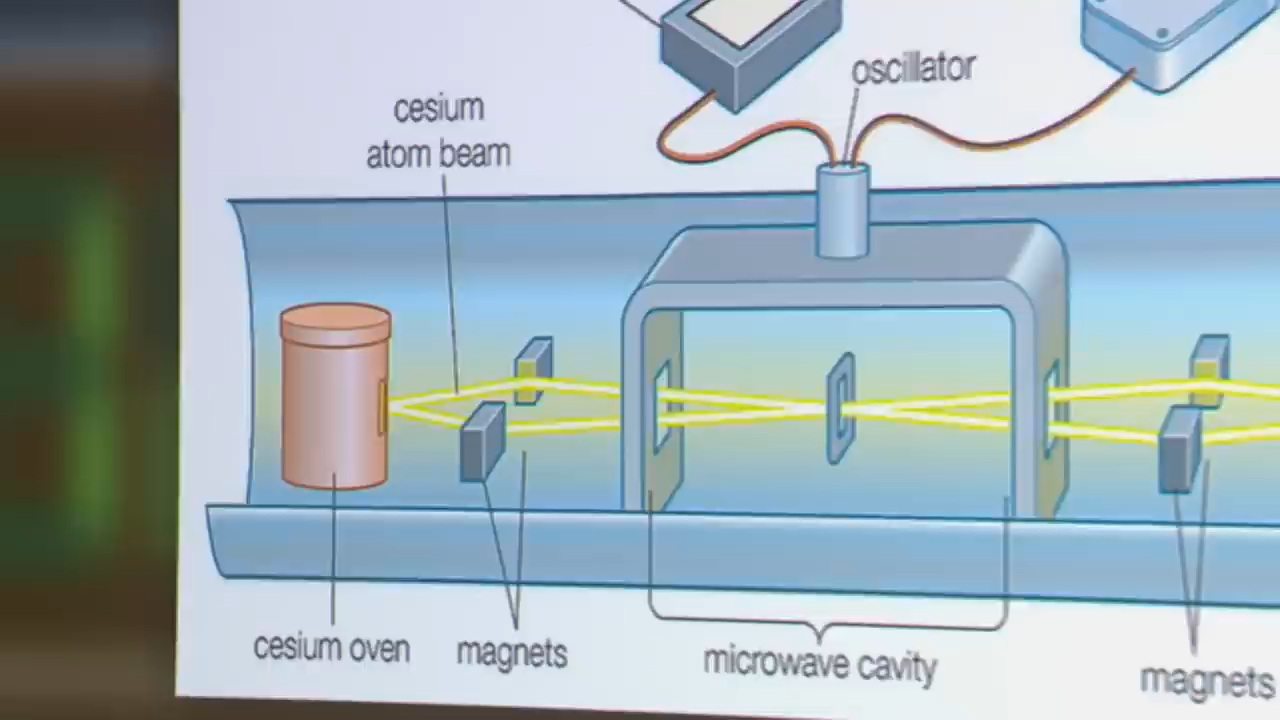 oscillator
cesium
atom beam
cesium oven
magnets
microwave cavity
magnets